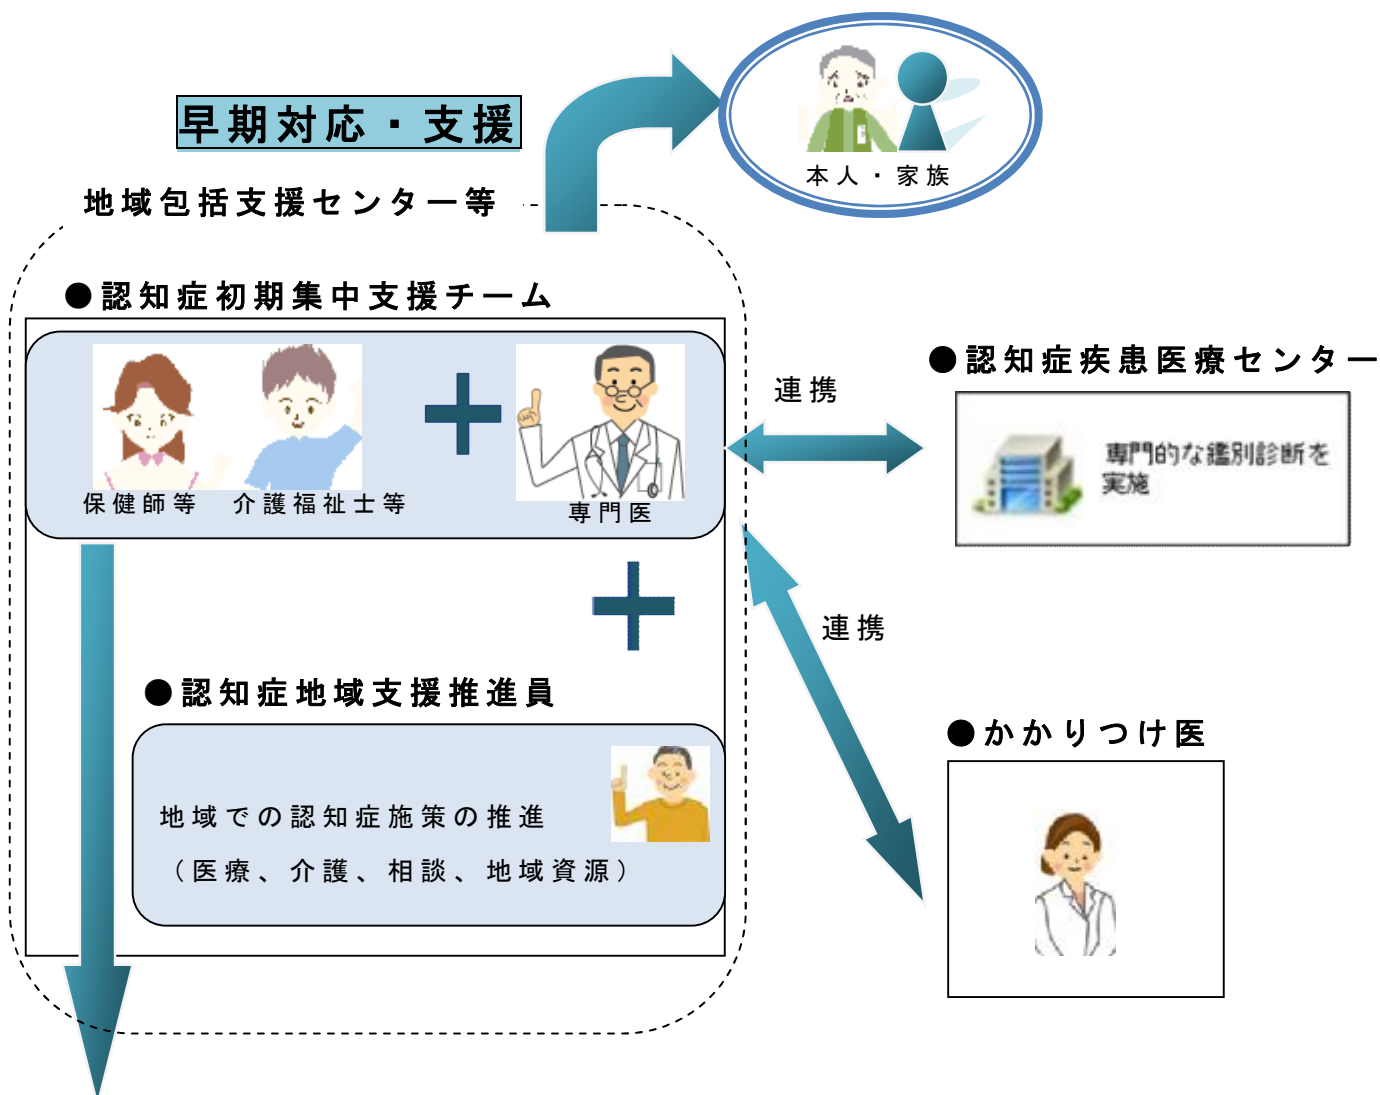 早期対応・支援
本人・家族
地域包括支援センター等
●認知症初期集中支援チーム
保健師等 介護福祉士等
専門医
連携
●認知症疾患医療センター
専門的な鑑別診断を
実施
連携
●認知症地域支援推進員
地域での認知症施策の推進
（医療、介護、相談、地域資源）
●かかりつけ医